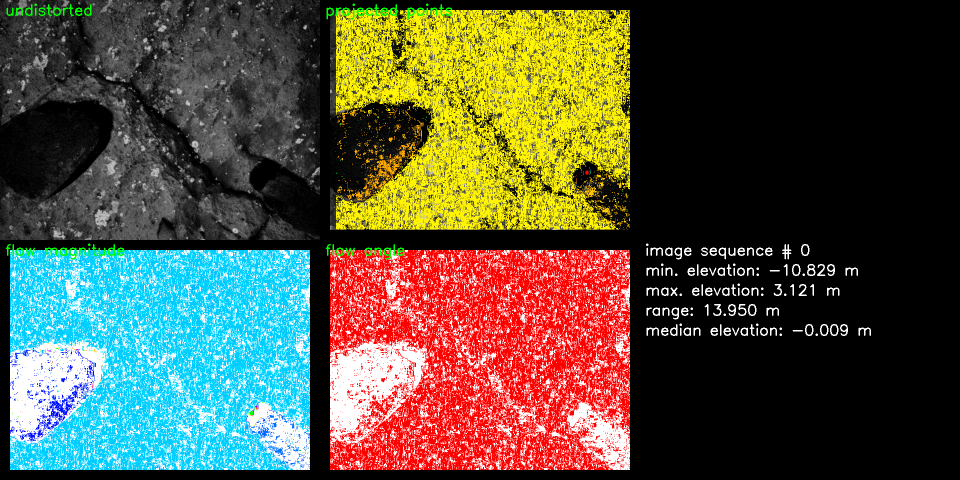 undistorted
projected points
flow magnitude
flow angle
image sequence # 0
min. elevation: −10.829 m
max. elevation: 3.121 m
range: 13.950 m
median elevation: −0.009 m